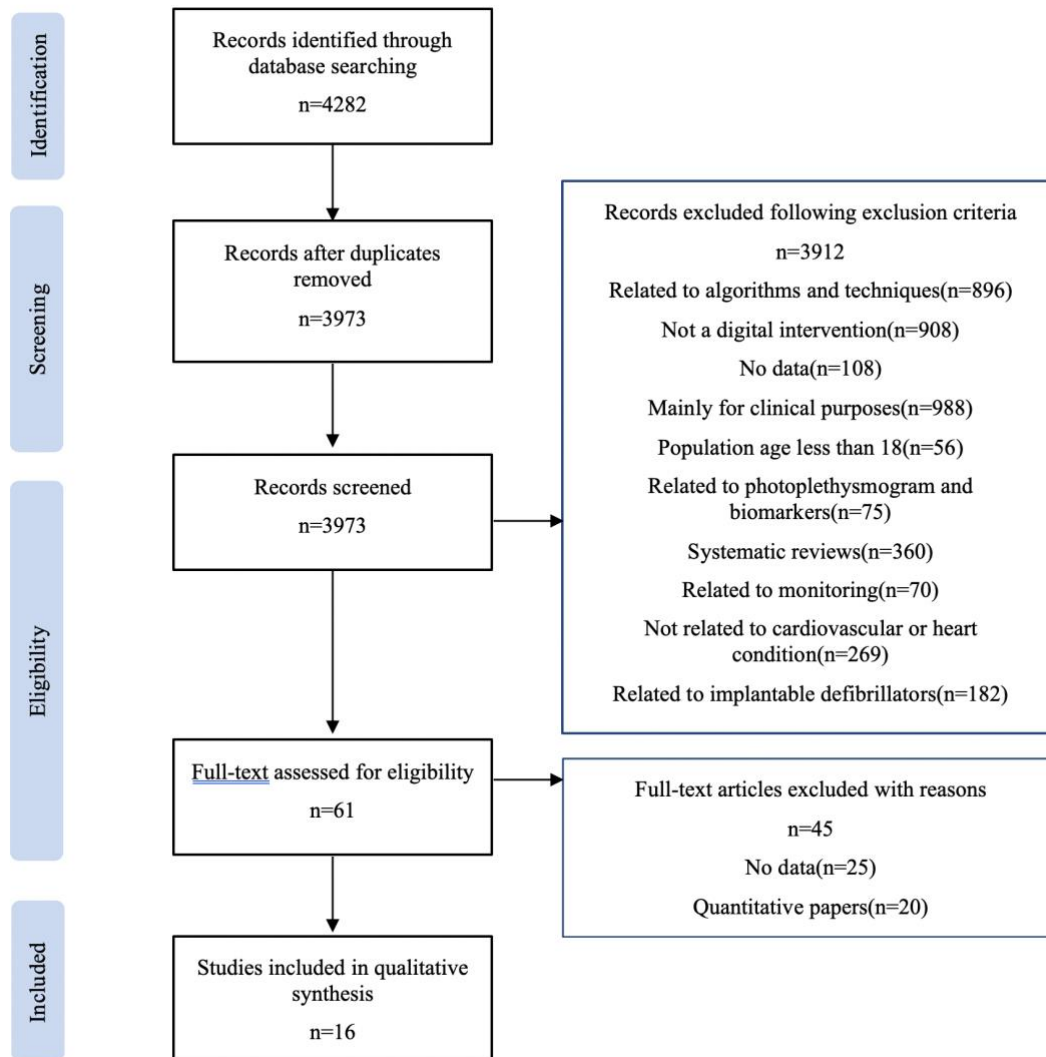 Identification
Records identified through
database searching
n=4282
Screening
Records after duplicates
removed
n=3973
Records excluded following exclusion criteria
n=3912
Related to algorithms and techniques(n=896)
Not a digital intervention(n=908)
No data(n=108)
Mainly for clinical purposes(n=988)
Population age less than 18(n=56)
Related to photoplethysmogram and
biomarkers(n=75)
Systematic reviews(n=360)
Related to monitoring(n=70)
Not related to cardiovascular or heart
condition(n=269)
Related to implantable defibrillators(n=182)
Records screened
n=3973
Eligibility
Full-text assessed for eligibility
n=61
Full-text articles excluded with reasons
n=45
No data(n=25)
Quantitative papers(n=20)
Included
Studies included in qualitative
synthesis
n=16